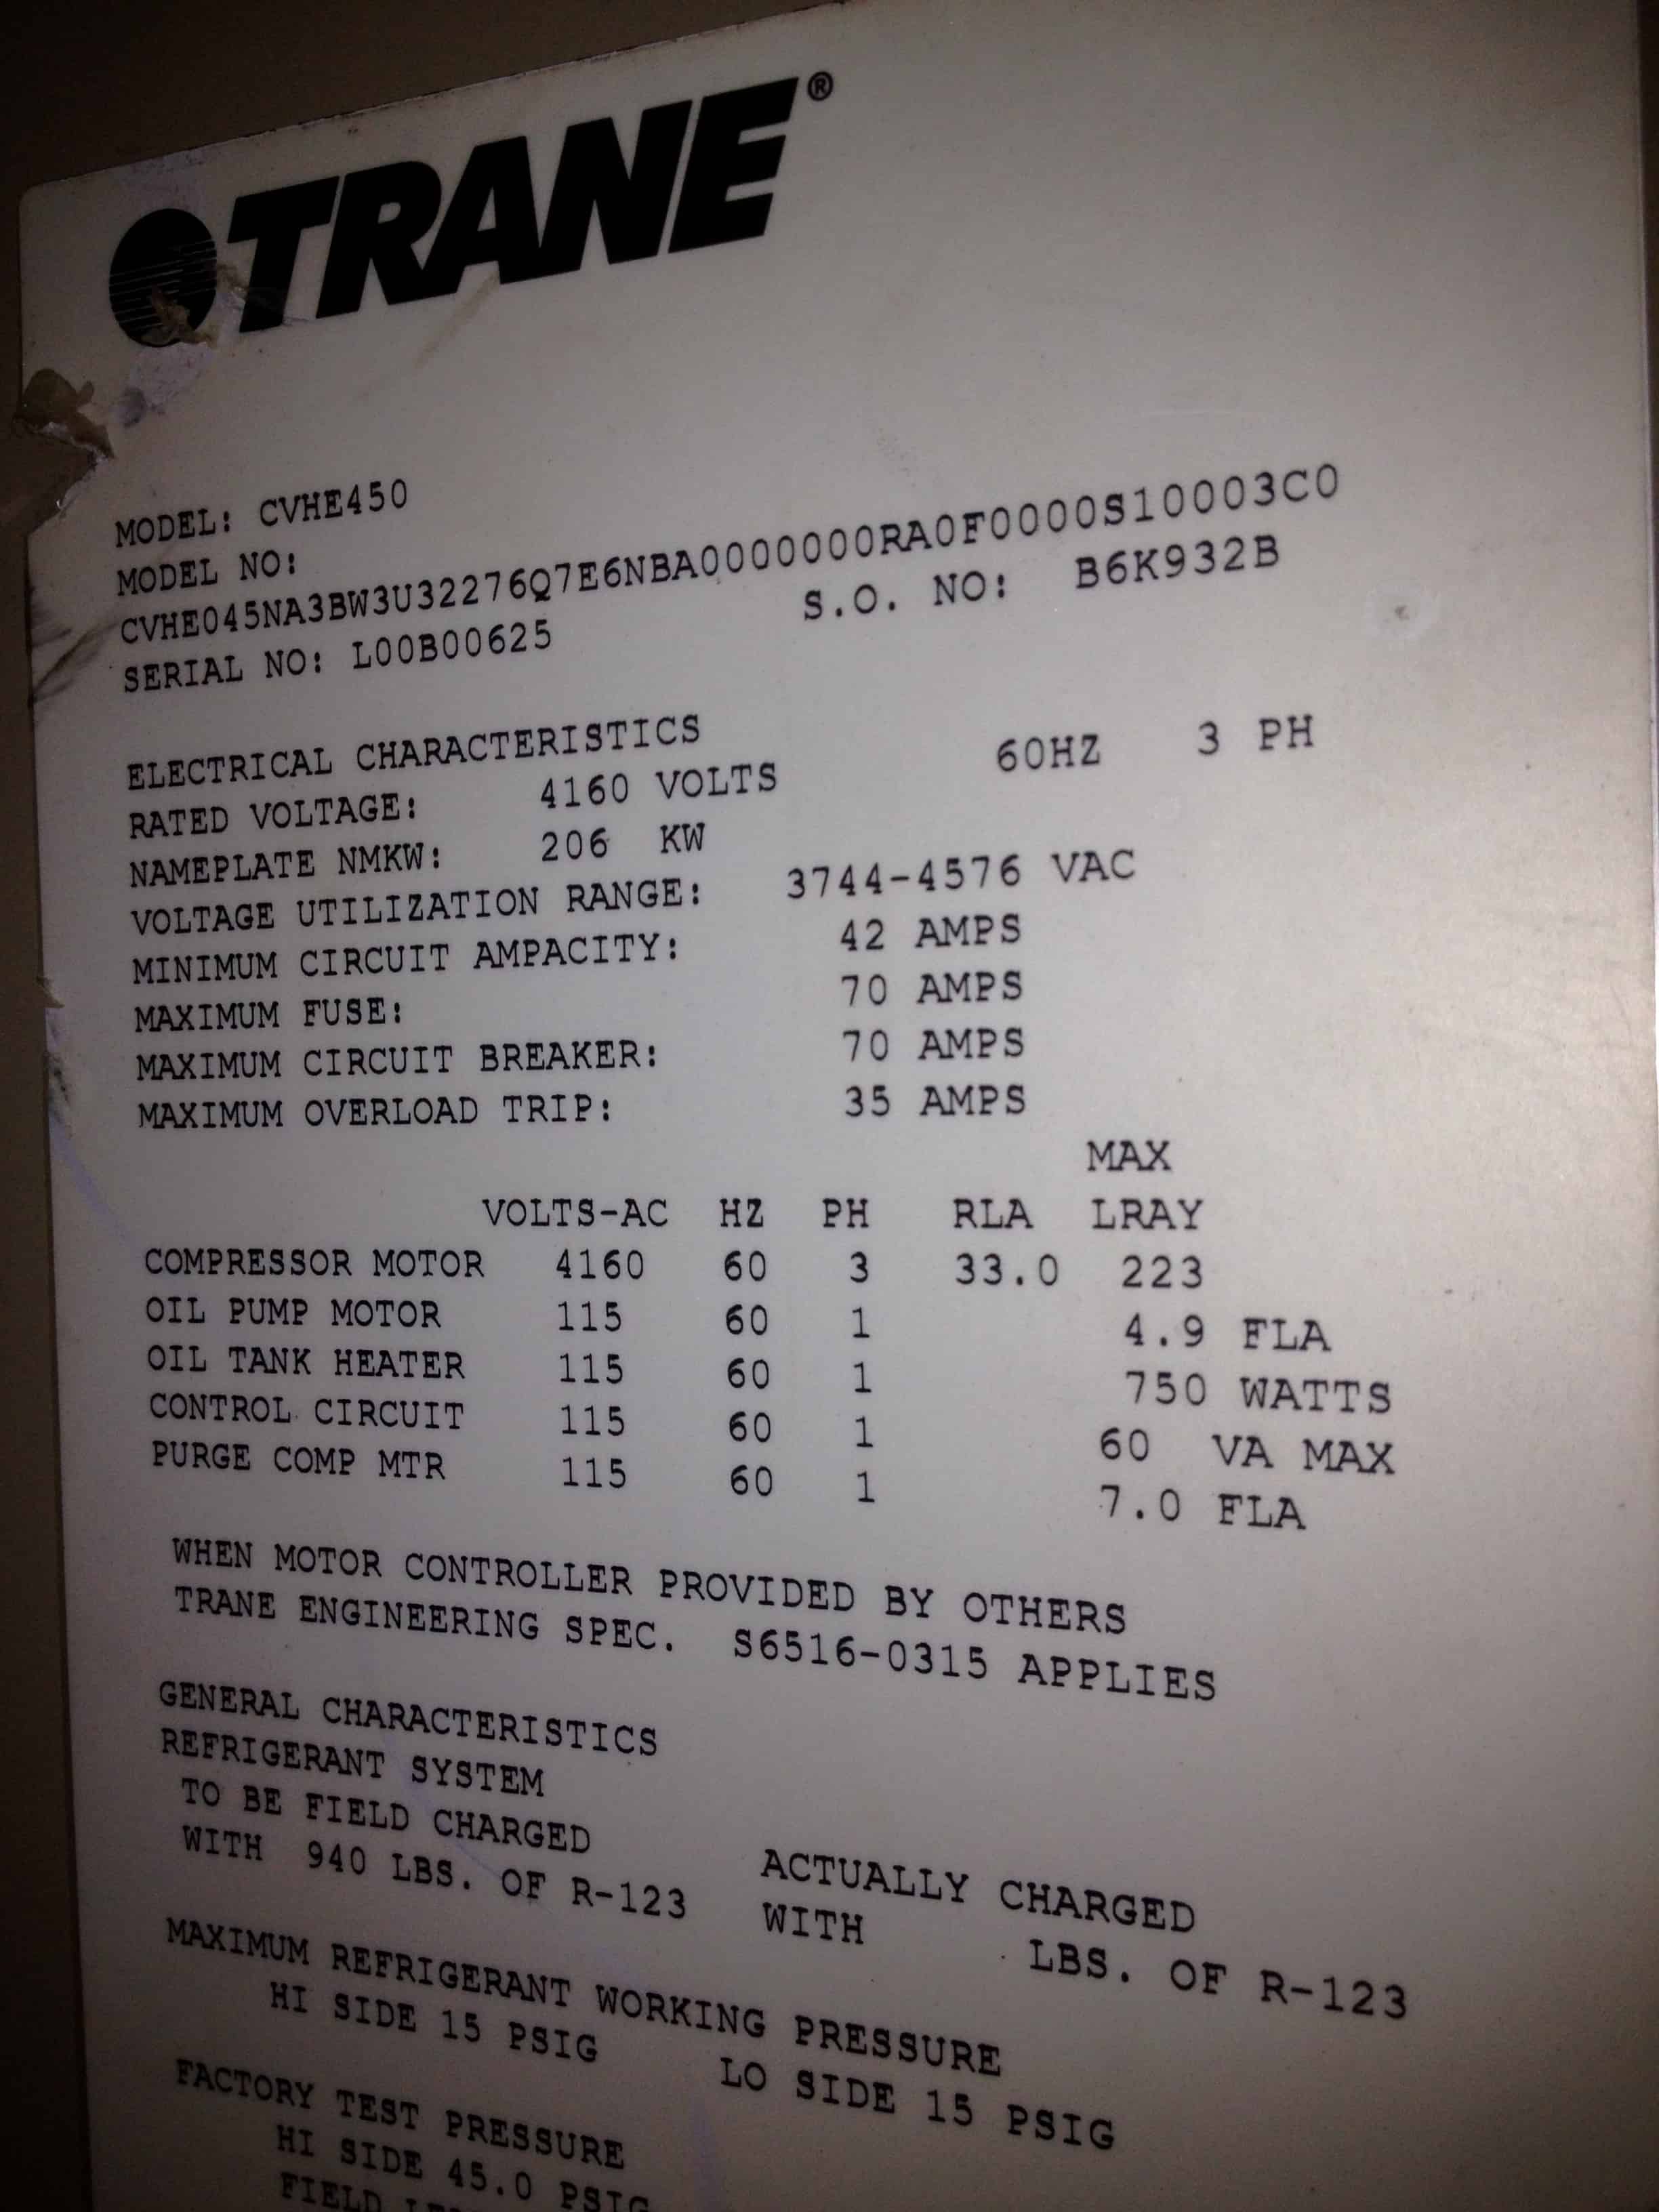 TRANE®
MODEL: CVHE450
MODEL NO:
CVHE045NA3BW3U32276Q7E6NBA0000000RA0F0000S10003C0
SERIAL NO: L00B00625 S.O. NO: B6K932B
ELECTRICAL CHARACTERISTICS
RATED VOLTAGE: 4160 VOLTS 60HZ 3 PH
NAMEPLATE NMKW: 206 KW
VOLTAGE UTILIZATION RANGE: 3744-4576 VAC
MINIMUM CIRCUIT AMPACITY: 42 AMPS
MAXIMUM FUSE: 70 AMPS
MAXIMUM CIRCUIT BREAKER: 70 AMPS
MAXIMUM OVERLOAD TRIP: 35 AMPS
MAX
VOLTS-AC HZ PH RLA LRAY
COMPRESSOR MOTOR 4160 60 3 33.0 223
OIL PUMP MOTOR 115 60 1 4.9 FLA
OIL TANK HEATER 115 60 1 750 WATTS
CONTROL CIRCUIT 115 60 1 60 VA MAX
PURGE COMP MTR 115 60 1 7.0 FLA
WHEN MOTOR CONTROLLER PROVIDED BY OTHERS
TRANE ENGINEERING SPEC. S6516-0315 APPLIES
GENERAL CHARACTERISTICS
REFRIGERANT SYSTEM
TO BE FIELD CHARGED ACTUALLY CHARGED
WITH 940 LBS. OF R-123 WITH LBS. OF R-123
MAXIMUM REFRIGERANT WORKING PRESSURE
HI SIDE 15 PSIG LO SIDE 15 PSIG
FACTORY TEST PRESSURE
HI SIDE 45.0 PSIG
FIELD